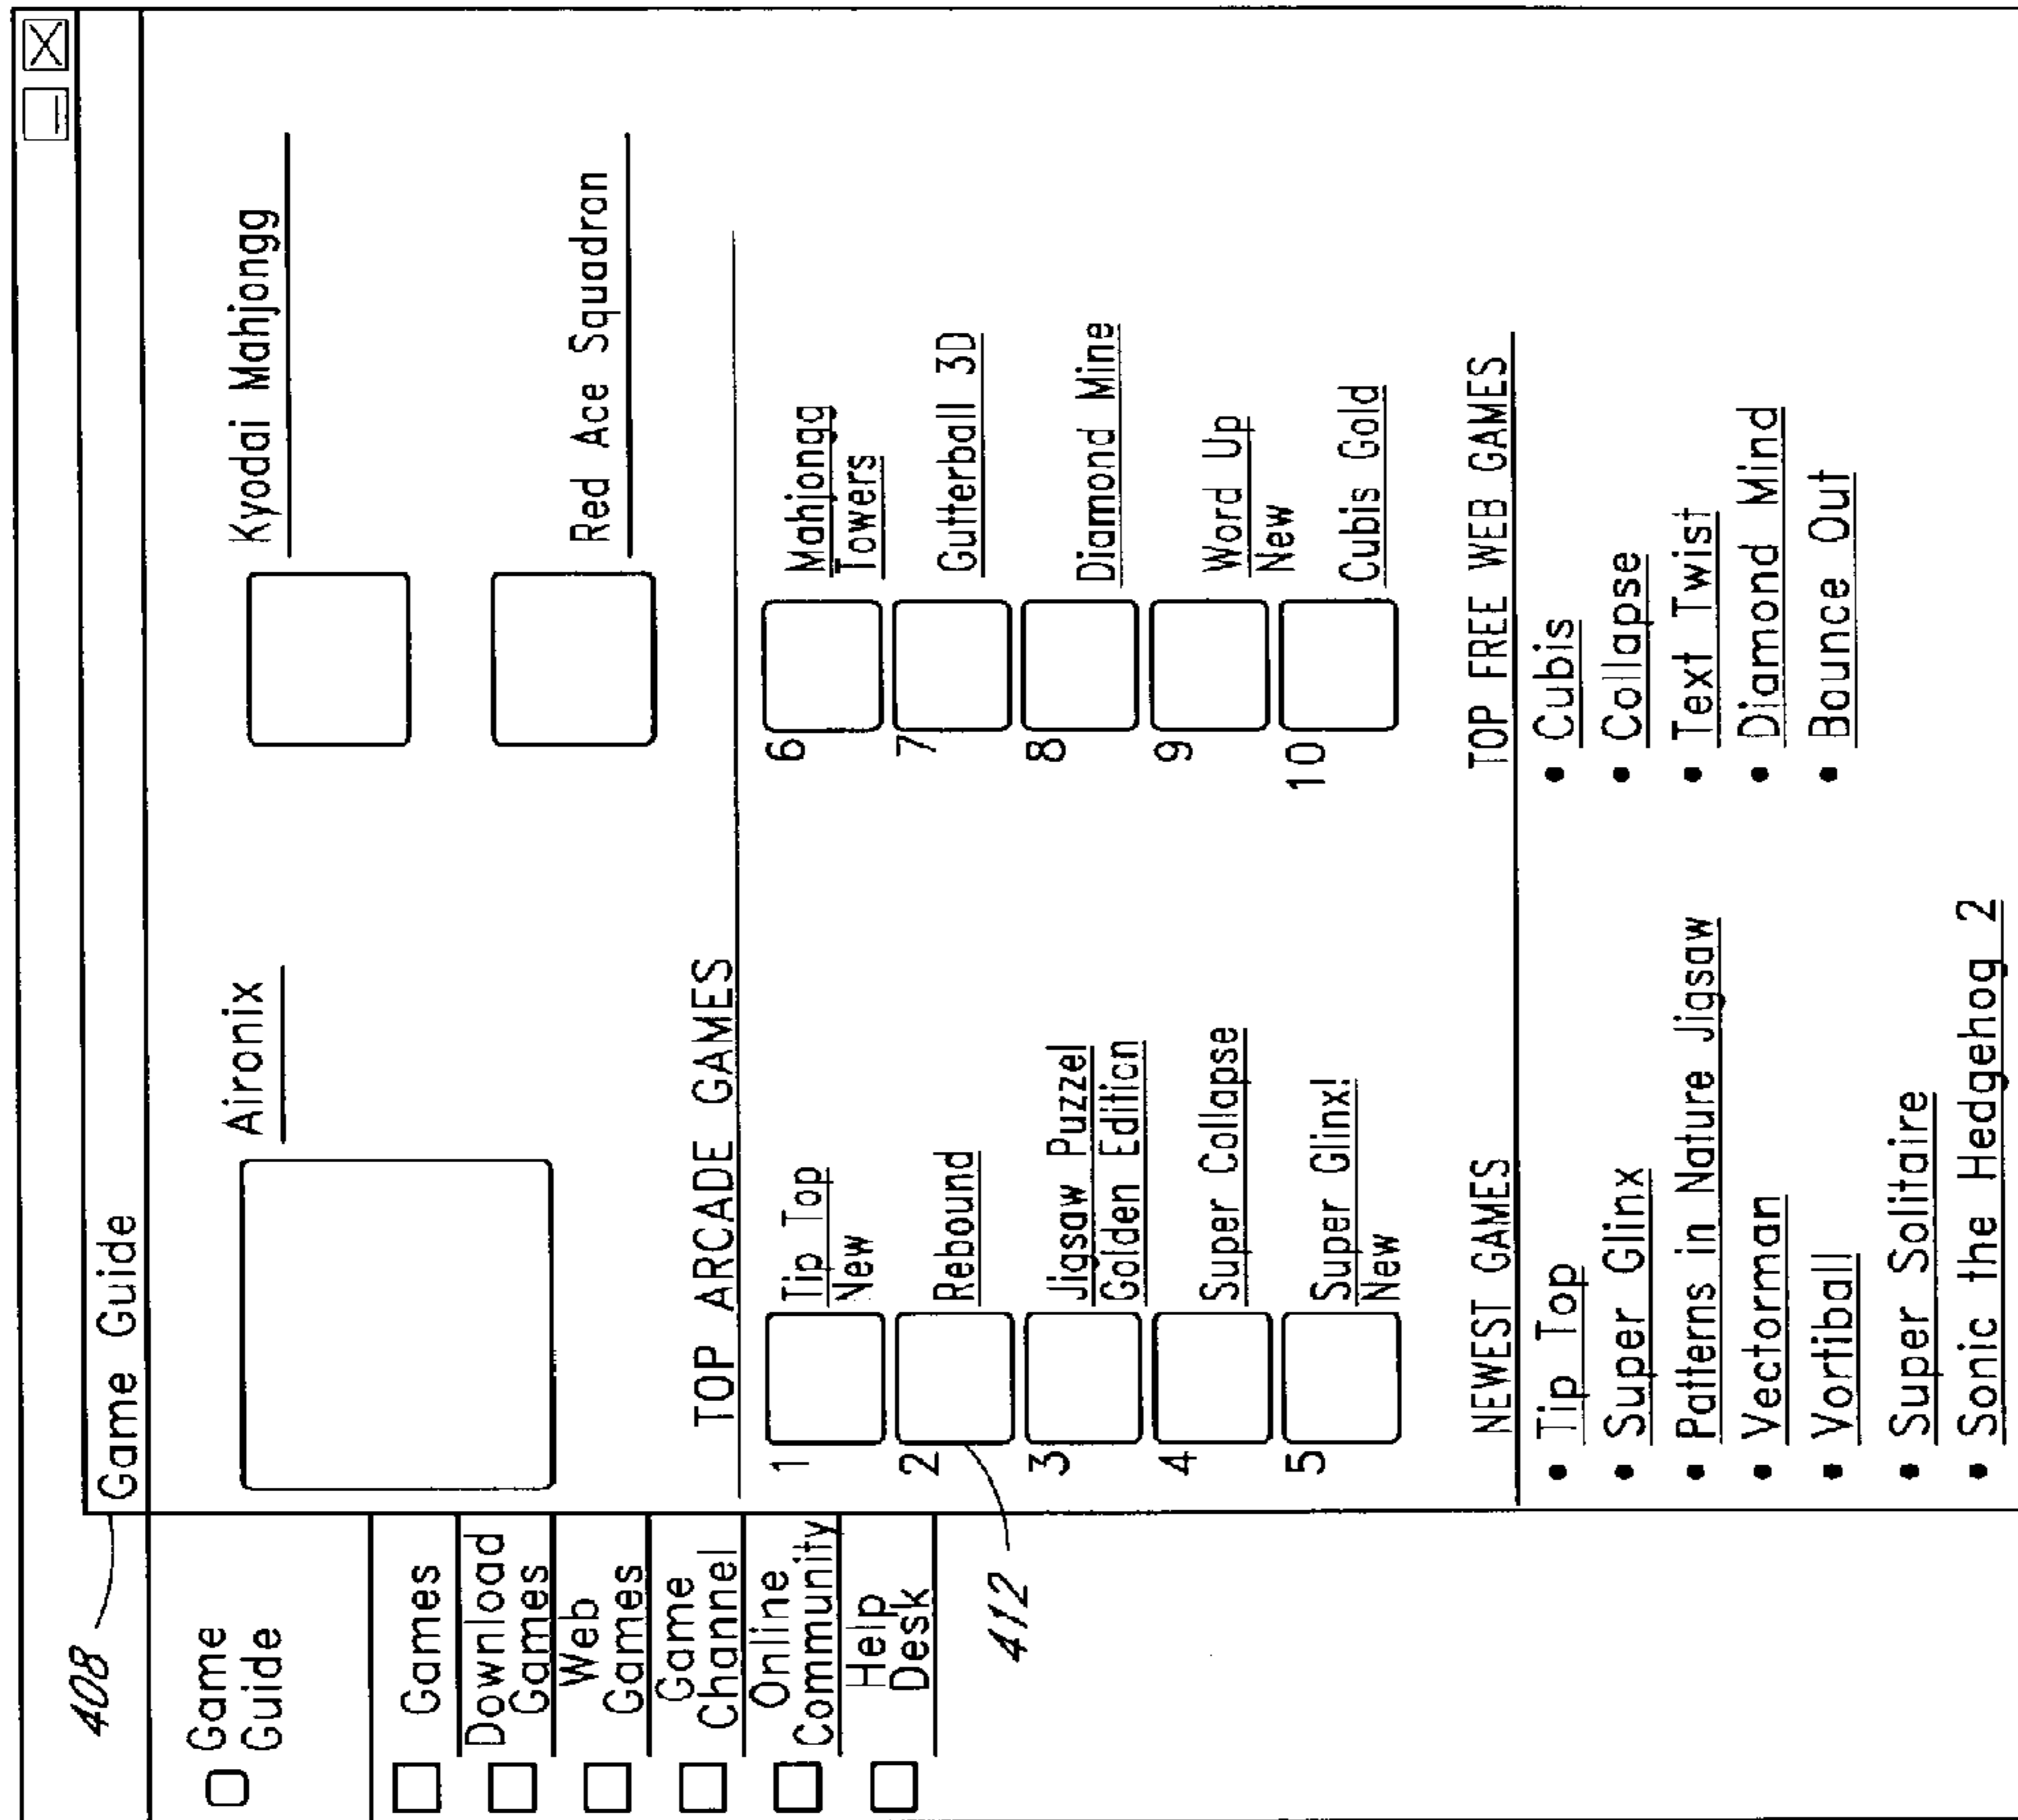 408
Game Guide
Game
Guide
Games
Download
Games
Web
Games
Game
Channel
Online
Community
Help
Desk
Aironix
Kyodai Mahjongg
Red Ace Squadron
TOP ARCADE GAMES
1
Tip Top
New
2
Rebound
3
Jigsaw Puzzel
Golden Edition
4
Super Collapse
5
Super Glinx!
New
412
6
Mahjongg
Towers
7
Gutterball 3D
8
Diamond Mine
9
Word Up
New
10
Cubis Gold
NEWEST GAMES
• Tip Top
• Super Glinx
• Patterns in Nature Jigsaw
• Vectorman
• Vortiball
• Super Solitaire
• Sonic the Hedgehog 2
TOP FREE WEB GAMES
• Cubis
• Collapse
• Text Twist
• Diamond Mind
• Bounce Out